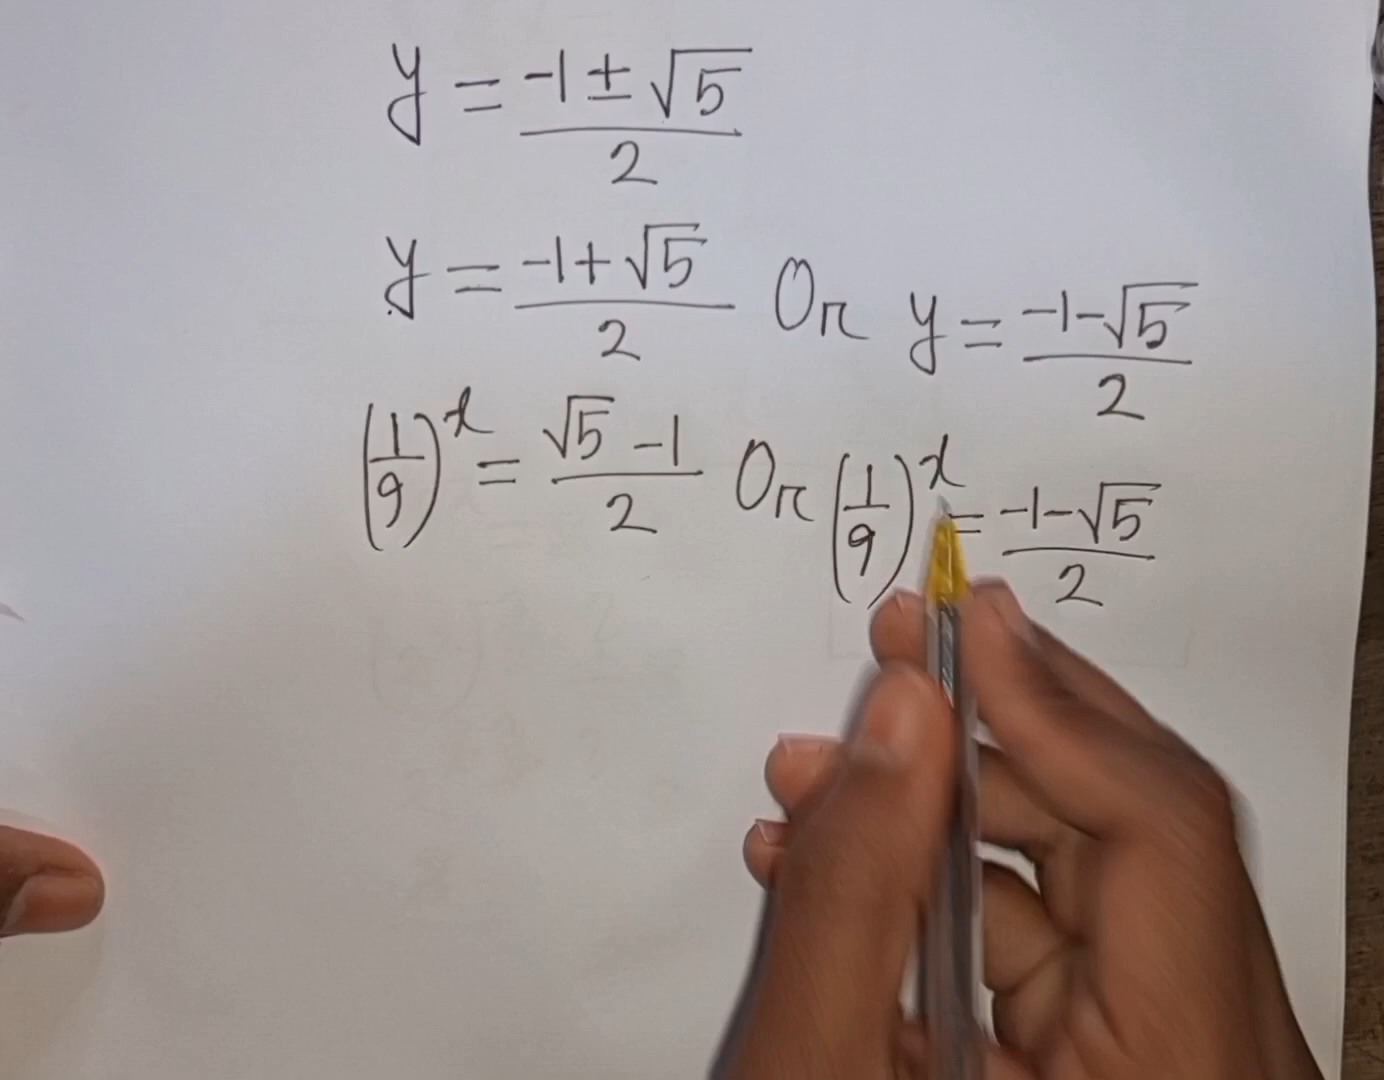 y = -1 ± √5 / 2
y = -1 + √5 / 2 Or y = -1 - √5 / 2
(1/9)^x = √5 - 1 / 2 Or (1/9)^x = -1 - √5 / 2